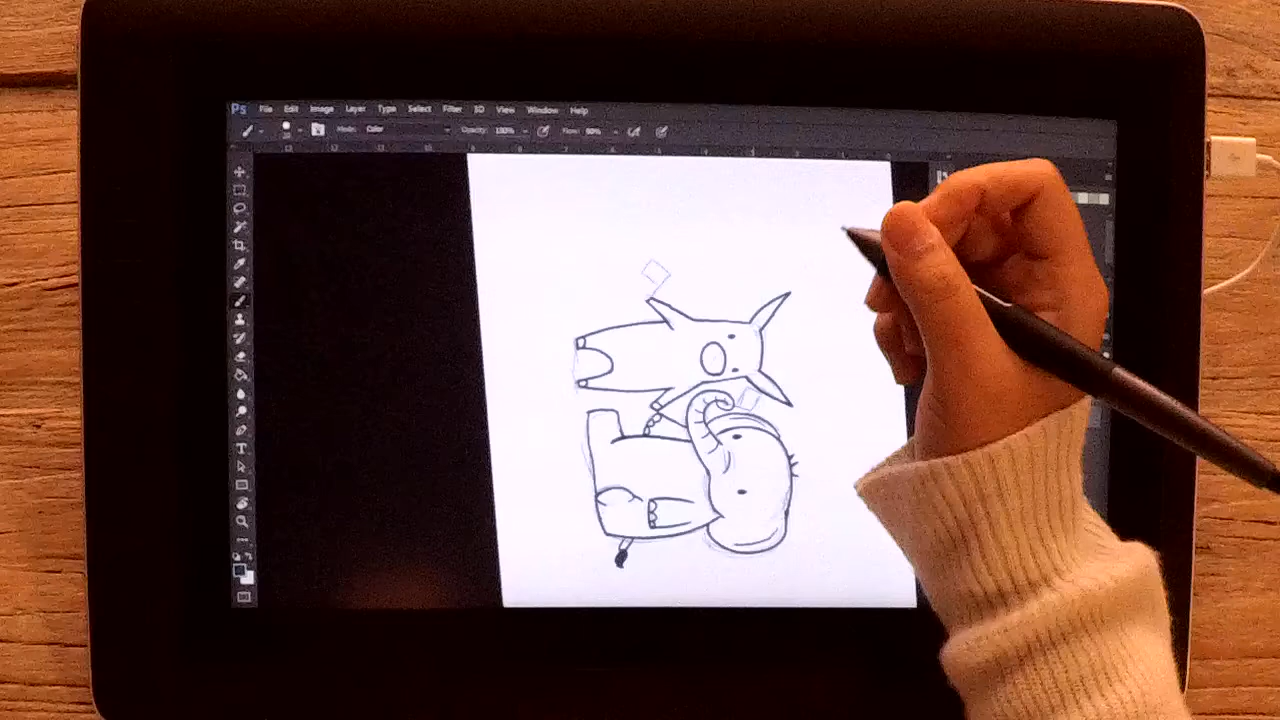 Ps File Edit Image Layer Type Select Filter 3D View Window Help
Mode: Color Opacity: 100% Flow: 80%